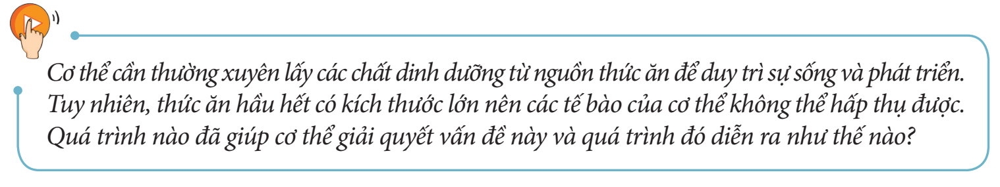 Cơ thể cần thường xuyên lấy các chất dinh dưỡng từ nguồn thức ăn để duy trì sự sống và phát triển.
Tuy nhiên, thức ăn hầu hết có kích thước lớn nên các tế bào của cơ thể không thể hấp thụ được.
Quá trình nào đã giúp cơ thể giải quyết vấn đề này và quá trình đó diễn ra như thế nào?